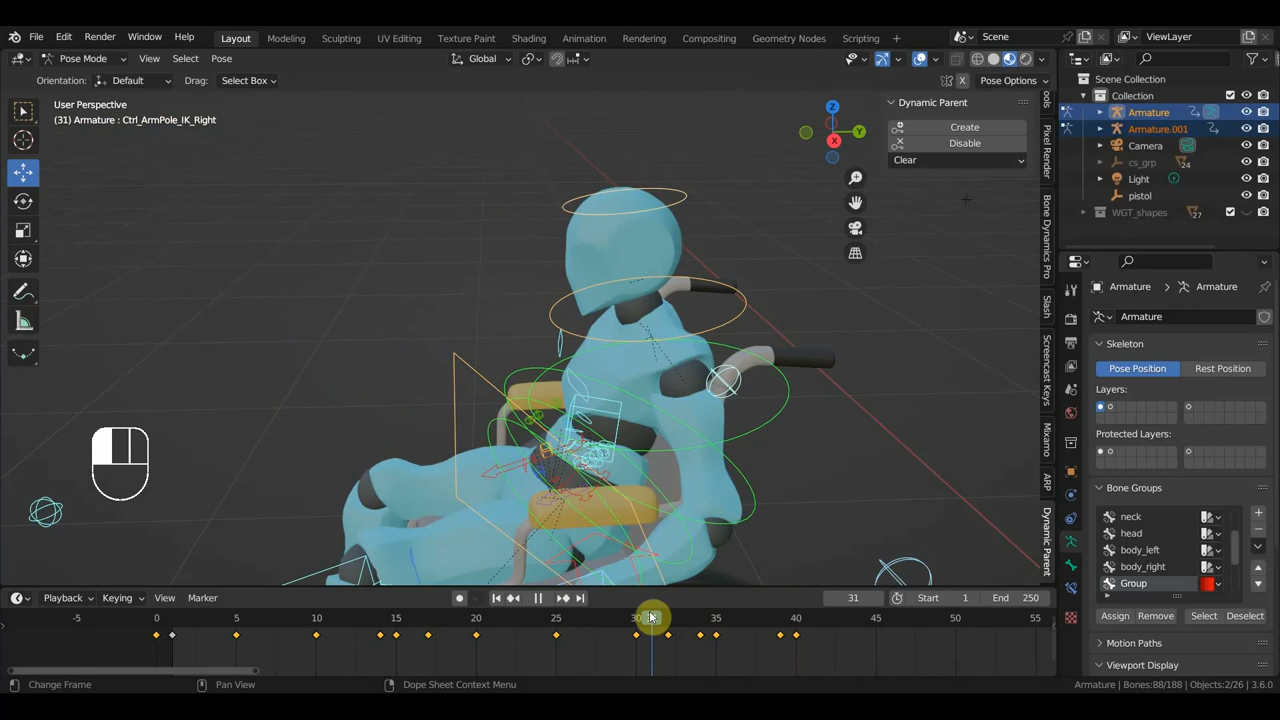 File Edit Render Window Help Layout Modeling Sculpting UV Editing Texture Paint Shading Animation Rendering Compositing Geometry Nodes Scripting + Scene ViewLayer
Pose Mode View Select Pose Global
Orientation: Default Drag: Select Box X Pose Options
User Perspective
(31) Armature : Ctrl_ArmPole_IK_Right
Z
Y
X
Dynamic Parent
Create
Disable
Clear
Pixel Render
Bone Dynamics Pro
Slash
Screencast Keys
Mixamo
ARP
Dynamic Parent
Scene Collection
Collection
Armature
Armature.001
Camera
cs_grp 24
Light
pistol
WGT_shapes 27
Armature > Armature
Armature
Skeleton
Pose Position Rest Position
Layers:
Protected Layers:
Bone Groups
neck
head
body_left
body_right
Group
Assign Remove Select Deselect
Motion Paths
Viewport Display
Playback Keying View Marker 31 Start 1 End 250
-5 0 5 10 15 20 25 30 35 40 45 50 55
Change Frame Pan View Dope Sheet Context Menu Armature | Bones:88/188 | Objects:2/26 | 3.6.0